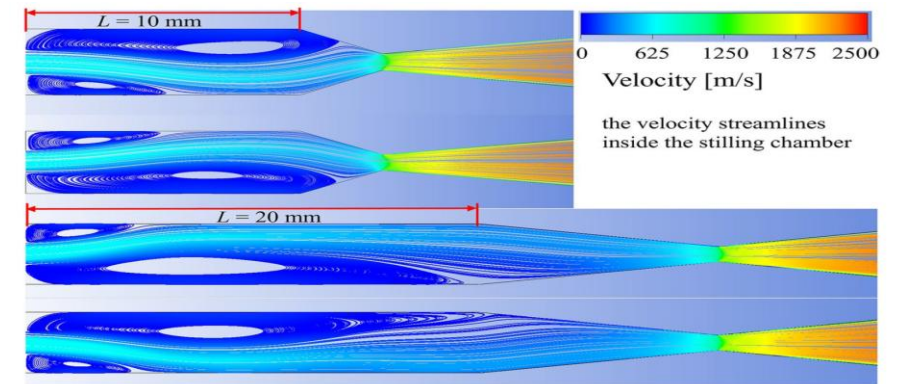 L = 10 mm
0 625 1250 1875 2500
Velocity [m/s]
the velocity streamlines
inside the stilling chamber
L = 20 mm